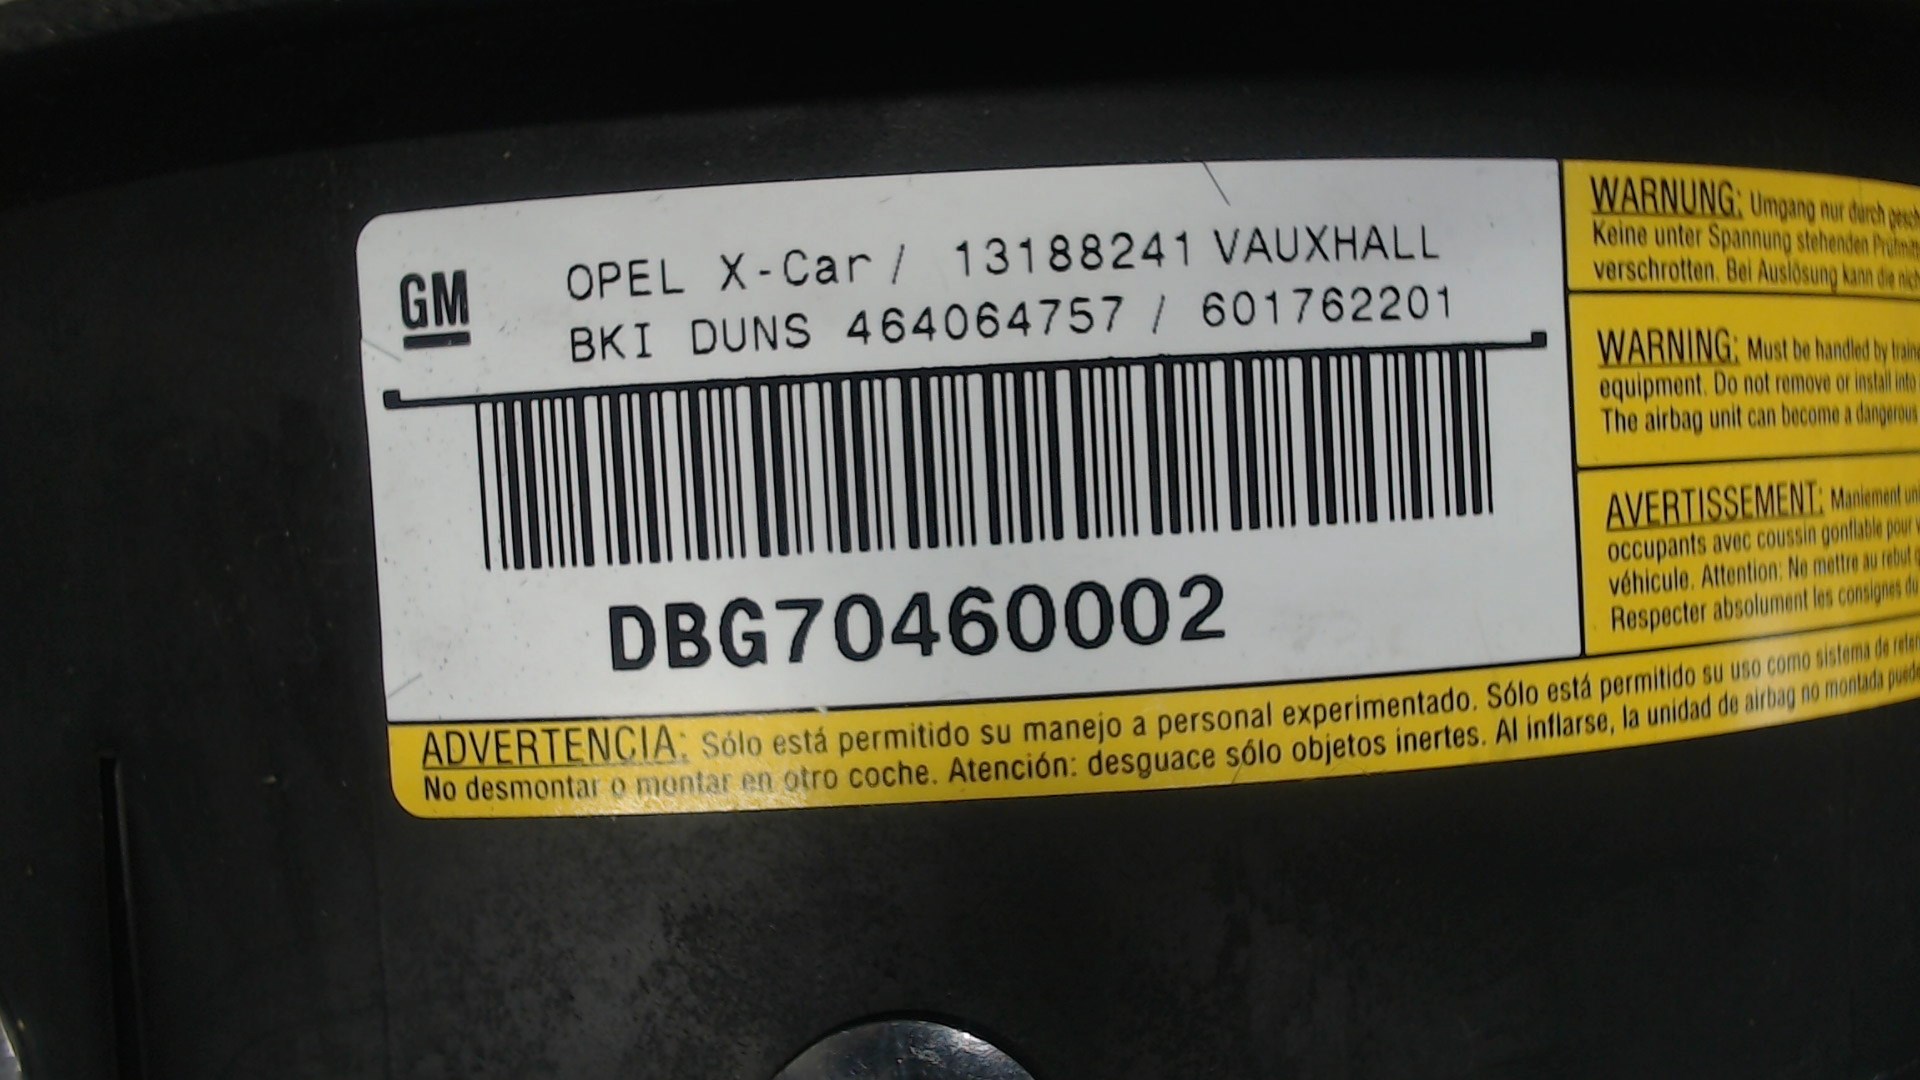 GM
OPEL X-Car / 13188241 VAUXHALL
BKI DUNS 464064757 / 601762201
DBG70460002
WARNUNG: Umgang nur durch
Keine unter Spannung stehenden
verschrotten. Bei Auslösung kann die
WARNING: Must be handled by
equipment. Do not remove or install into
The airbag unit can become a dangerous
AVERTISSEMENT: Maniement
occupants avec coussin gonflable pour
véhicule. Attention: Ne mettre au rebut
Respecter absolument les consignes du
ADVERTENCIA: Sólo está permitido su manejo a personal experimentado. Sólo está permitido su uso como sistema de
No desmontar o montar en otro coche. Atención: desguace sólo objetos inertes. Al inflarse, la unidad de airbag no montada